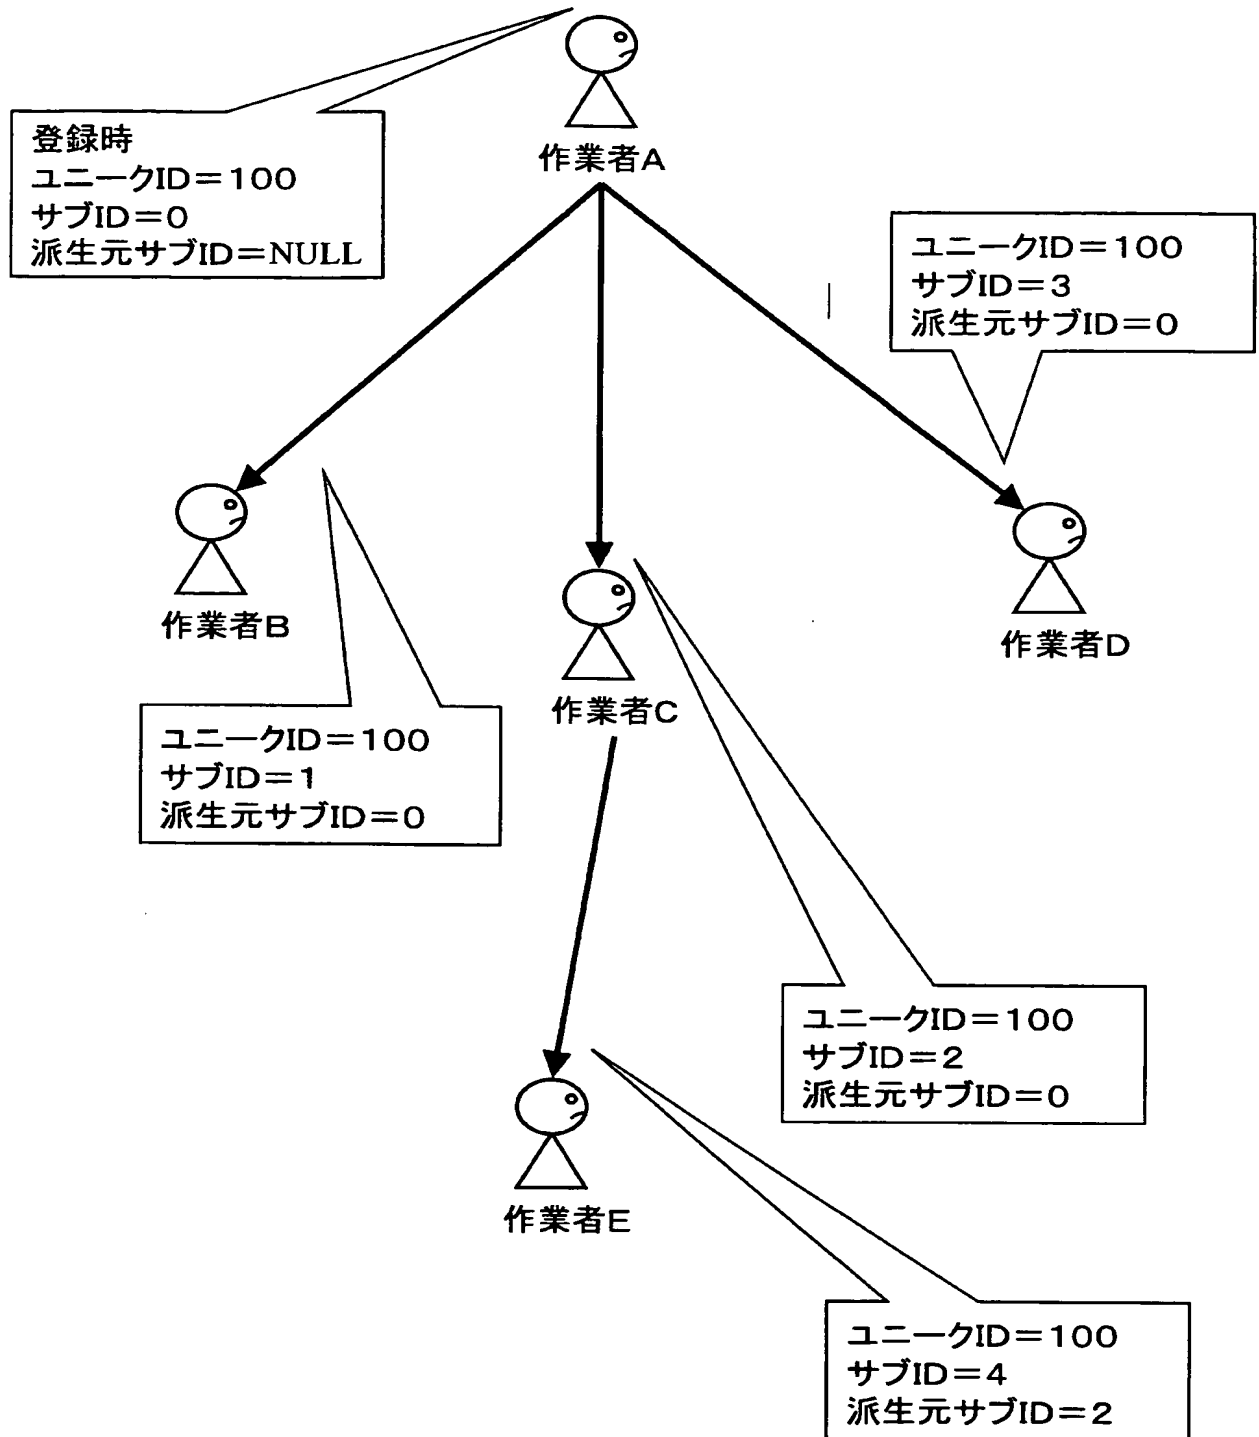 作業者A
登録時
ユニークID=100
サブID=0
派生元サブID=NULL
ユニークID=100
サブID=3
派生元サブID=0
作業者B
作業者C
作業者D
ユニークID=100
サブID=1
派生元サブID=0
ユニークID=100
サブID=2
派生元サブID=0
作業者E
ユニークID=100
サブID=4
派生元サブID=2